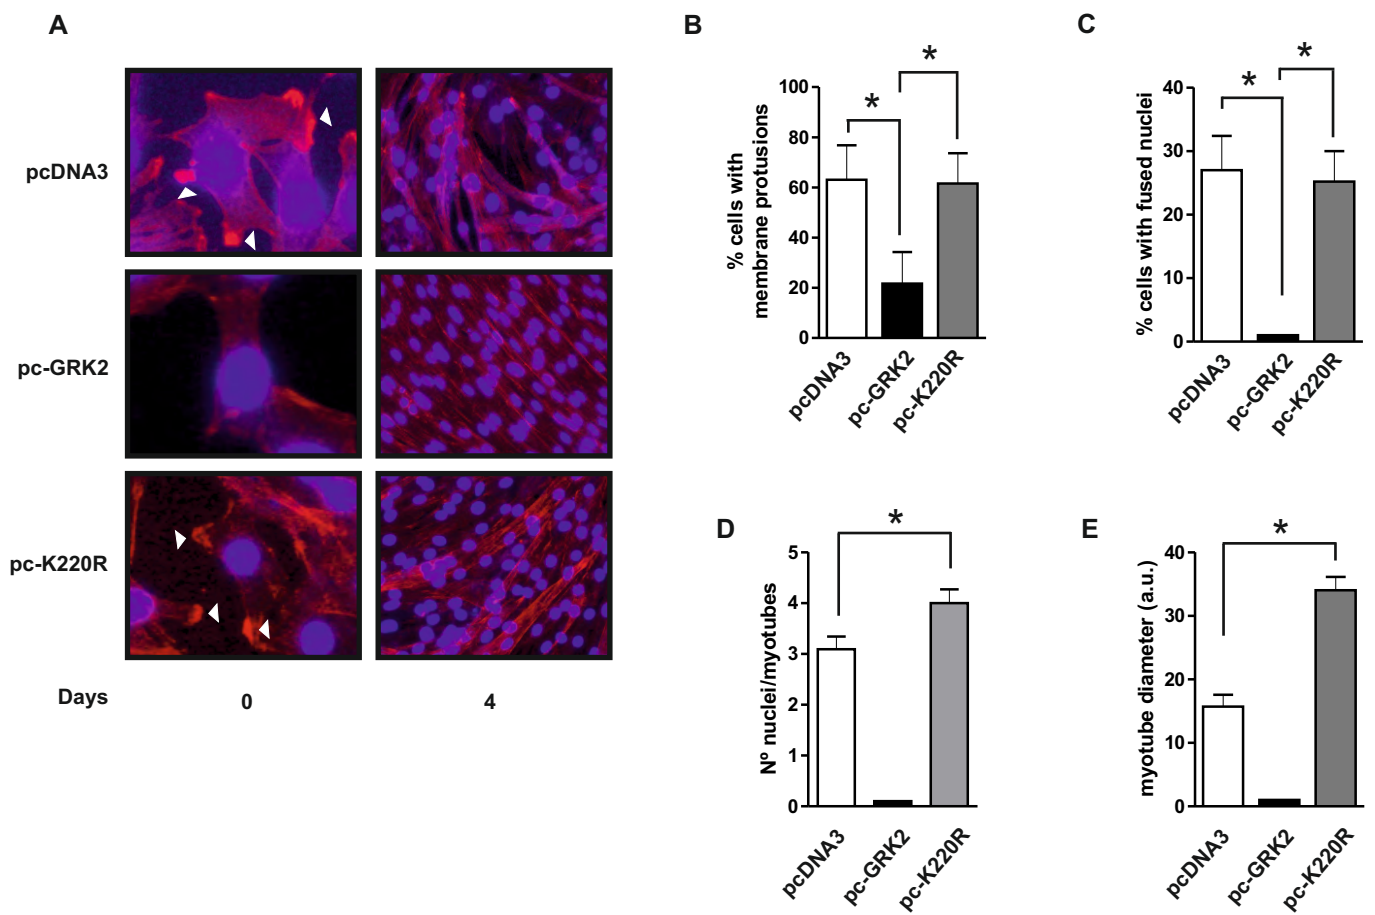 A
pcDNA3
pc-GRK2
pc-K220R
Days
0
4
B
% cells with
membrane protusions
100
80
60
40
20
0
*
*
pcDNA3
pc-GRK2
pc-K220R
C
% cells with fused nuclei
40
30
20
10
0
*
*
pcDNA3
pc-GRK2
pc-K220R
D
Nº nuclei/myotubes
5
4
3
2
1
0
*
pcDNA3
pc-GRK2
pc-K220R
E
myotube diameter (a.u.)
40
30
20
10
0
*
pcDNA3
pc-GRK2
pc-K220R